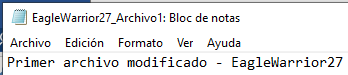 EagleWarrior27_Archivo1: Bloc de notas
Archivo Edición Formato Ver Ayuda
Primer archivo modificado - EagleWarrior27